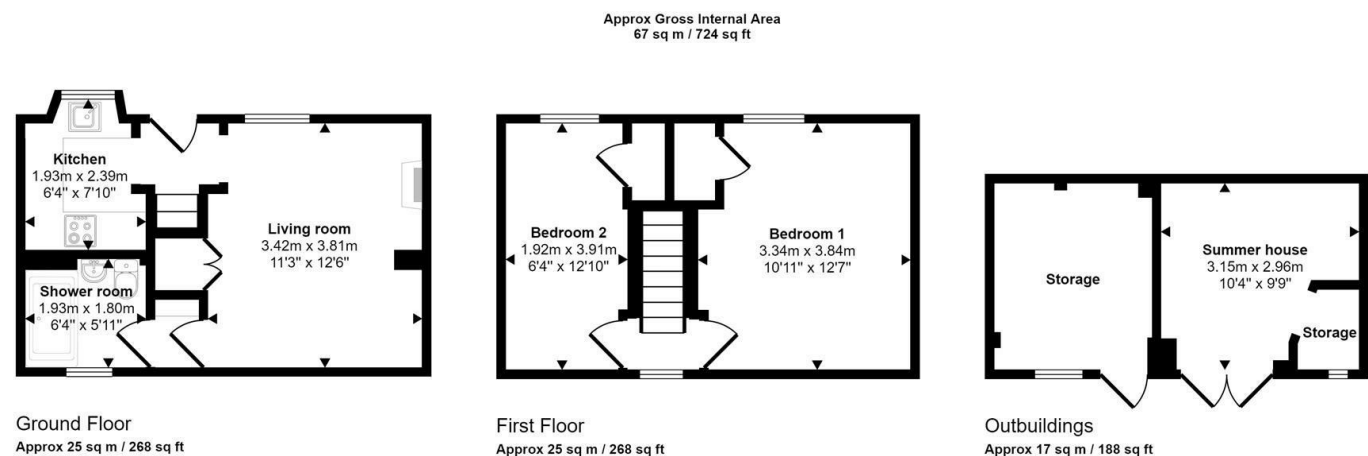 Approx Gross Internal Area
67 sq m / 724 sq ft
Kitchen
1.93m x 2.39m
6'4" x 7'10"
Living room
3.42m x 3.81m
11'3" x 12'6"
Shower room
1.93m x 1.80m
6'4" x 5'11"
Ground Floor
Approx 25 sq m / 268 sq ft
Bedroom 2
1.92m x 3.91m
6'4" x 12'10"
Bedroom 1
3.34m x 3.84m
10'11" x 12'7"
First Floor
Approx 25 sq m / 268 sq ft
Storage
Summer house
3.15m x 2.96m
10'4" x 9'9"
Storage
Outbuildings
Approx 17 sq m / 188 sq ft